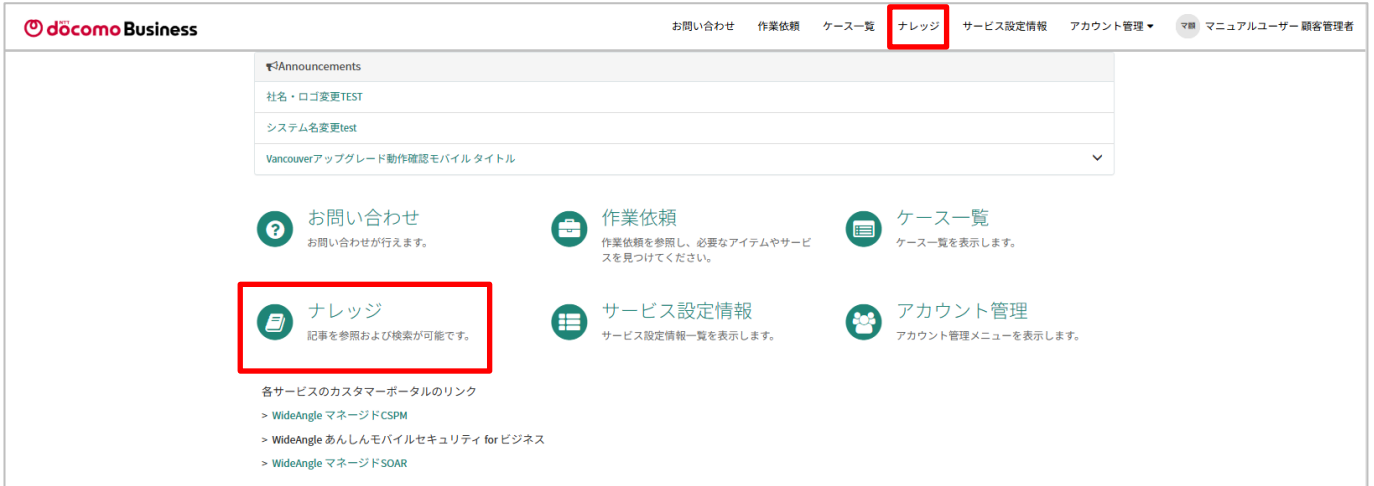 NTT
döcomo Business
お問い合わせ 作業依頼 ケース一覧 ナレッジ サービス設定情報 アカウント管理 マ顧 マニュアルユーザー 顧客管理者
Announcements
社名・ロゴ変更TEST
システム名変更test
Vancouverアップグレード動作確認モバイル タイトル
お問い合わせ
お問い合わせが行えます。
作業依頼
作業依頼を参照し、必要なアイテムやサービ
スを見つけてください。
ケース一覧
ケース一覧を表示します。
ナレッジ
記事を参照および検索が可能です。
サービス設定情報
サービス設定情報一覧を表示します。
アカウント管理
アカウント管理メニューを表示します。
各サービスのカスタマーポータルのリンク
> WideAngle マネージドCSPM
> WideAngle あんしんモバイルセキュリティ for ビジネス
> WideAngle マネージドSOAR